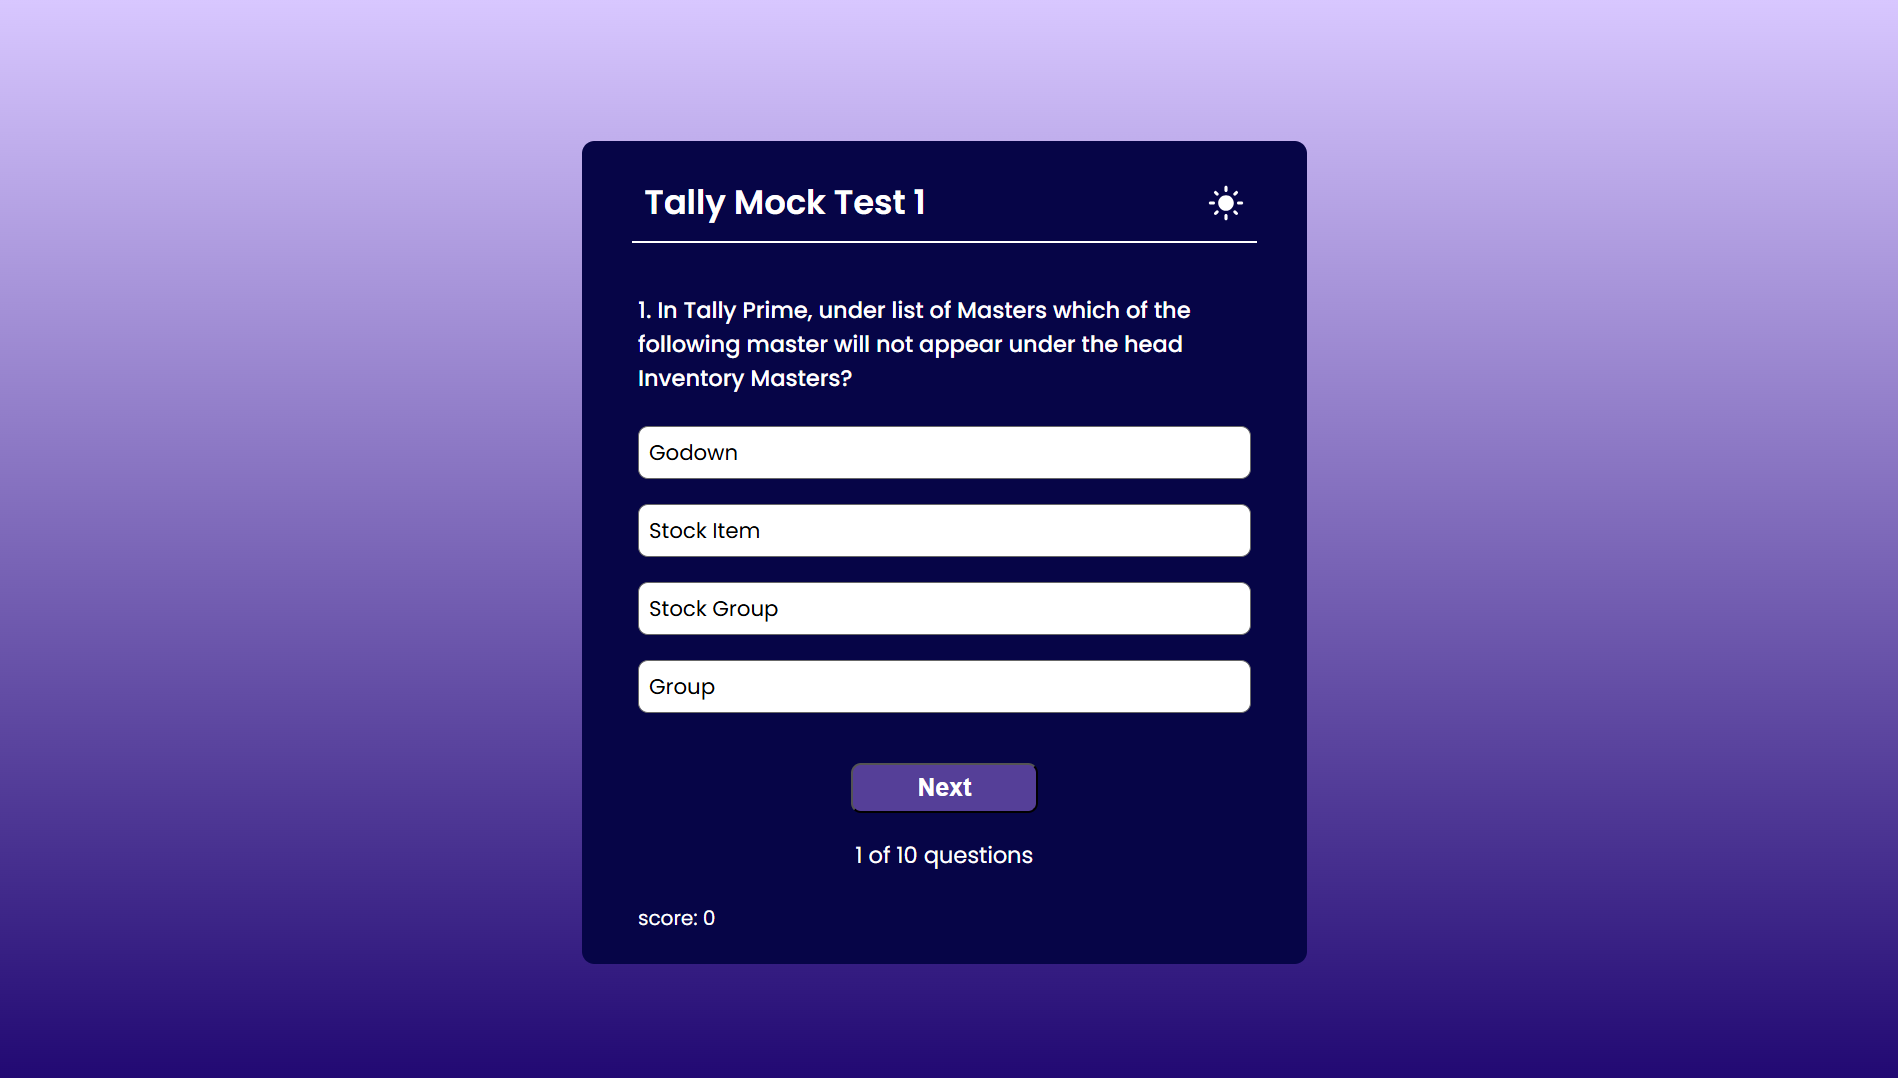 Tally Mock Test 1
1. In Tally Prime, under list of Masters which of the
following master will not appear under the head
Inventory Masters?
Godown
Stock Item
Stock Group
Group
Next
1 of 10 questions
score: 0